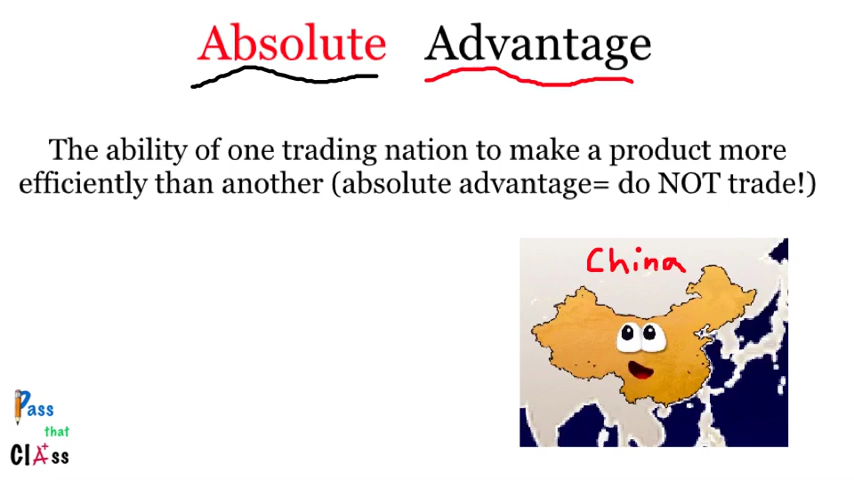 Absolute Advantage
The ability of one trading nation to make a product more
efficiently than another (absolute advantage= do NOT trade!)
China
Pass
that
ClA+ss